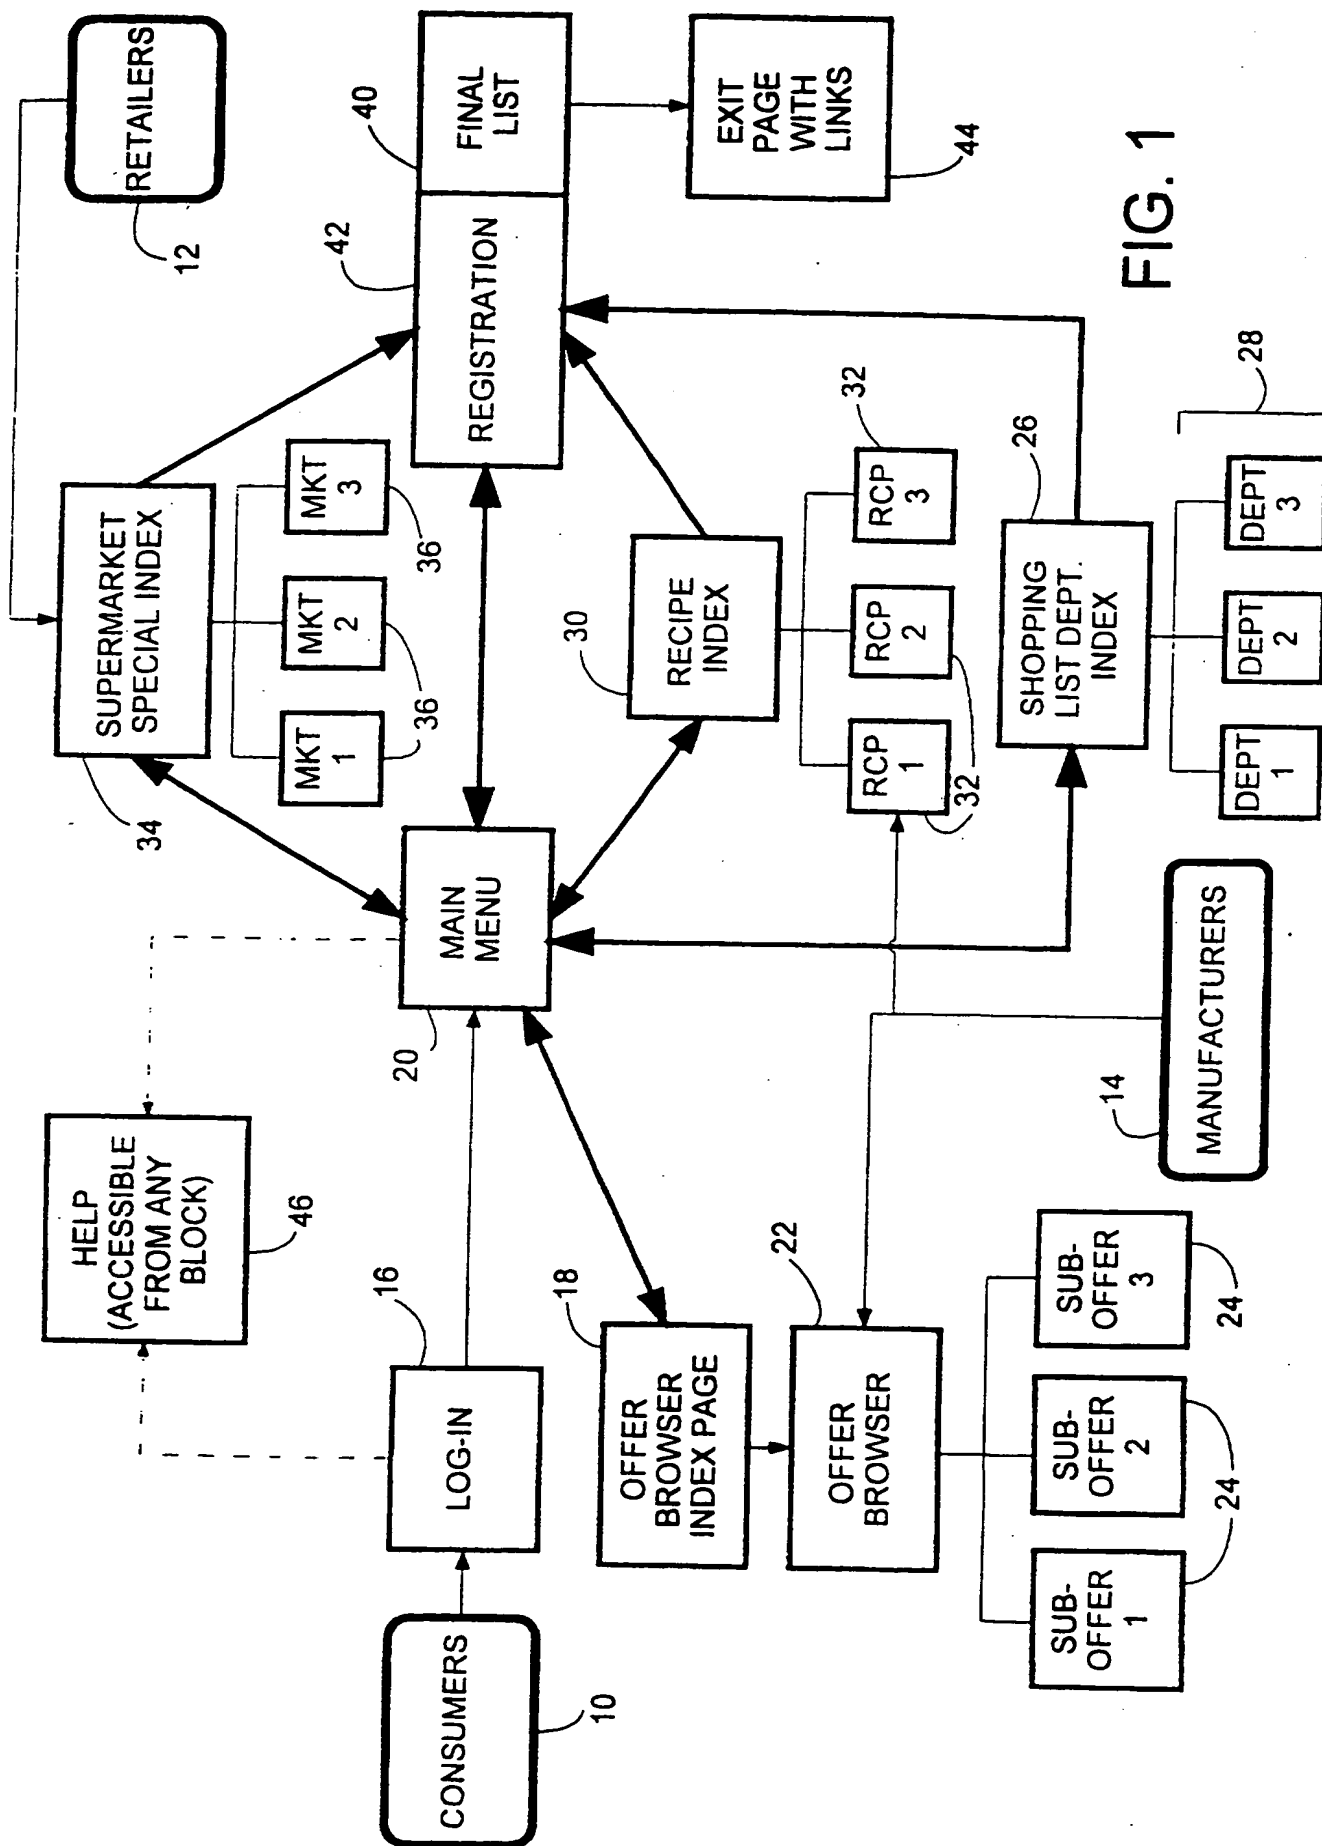 RETAILERS
12
HELP
(ACCESSIBLE
FROM ANY
BLOCK)
46
SUPERMARKET
SPECIAL INDEX
34
MKT
1
MKT
2
MKT
3
36
36
CONSUMERS
10
LOG-IN
16
MAIN
MENU
20
REGISTRATION
42
FINAL
LIST
40
EXIT
PAGE
WITH
LINKS
44
OFFER
BROWSER
INDEX PAGE
18
RECIPE
INDEX
30
OFFER
BROWSER
22
RCP
1
RCP
2
RCP
3
32
32
SUB-
OFFER
1
SUB-
OFFER
2
SUB-
OFFER
3
24
24
SHOPPING
LIST DEPT.
INDEX
26
MANUFACTURERS
14
DEPT
1
DEPT
2
DEPT
3
28
FIG. 1